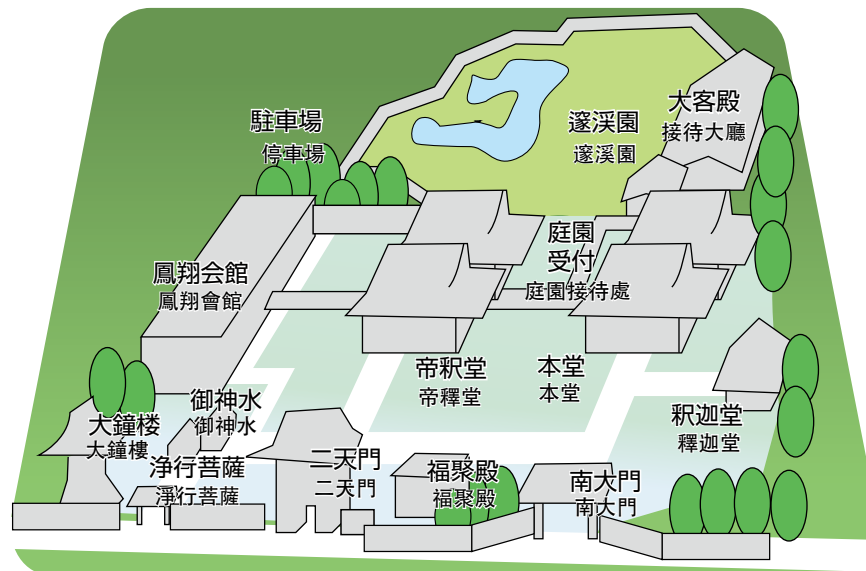 大客殿
接待大廳
駐車場
停車場
邃渓園
邃溪園
庭園
受付
庭園接待處
鳳翔会館
鳳翔會館
帝釈堂
帝釋堂
本堂
本堂
御神水
御神水
釈迦堂
釋迦堂
大鐘楼
大鐘樓
浄行菩薩
淨行菩薩
二天門
二天門
福聚殿
福聚殿
南大門
南大門